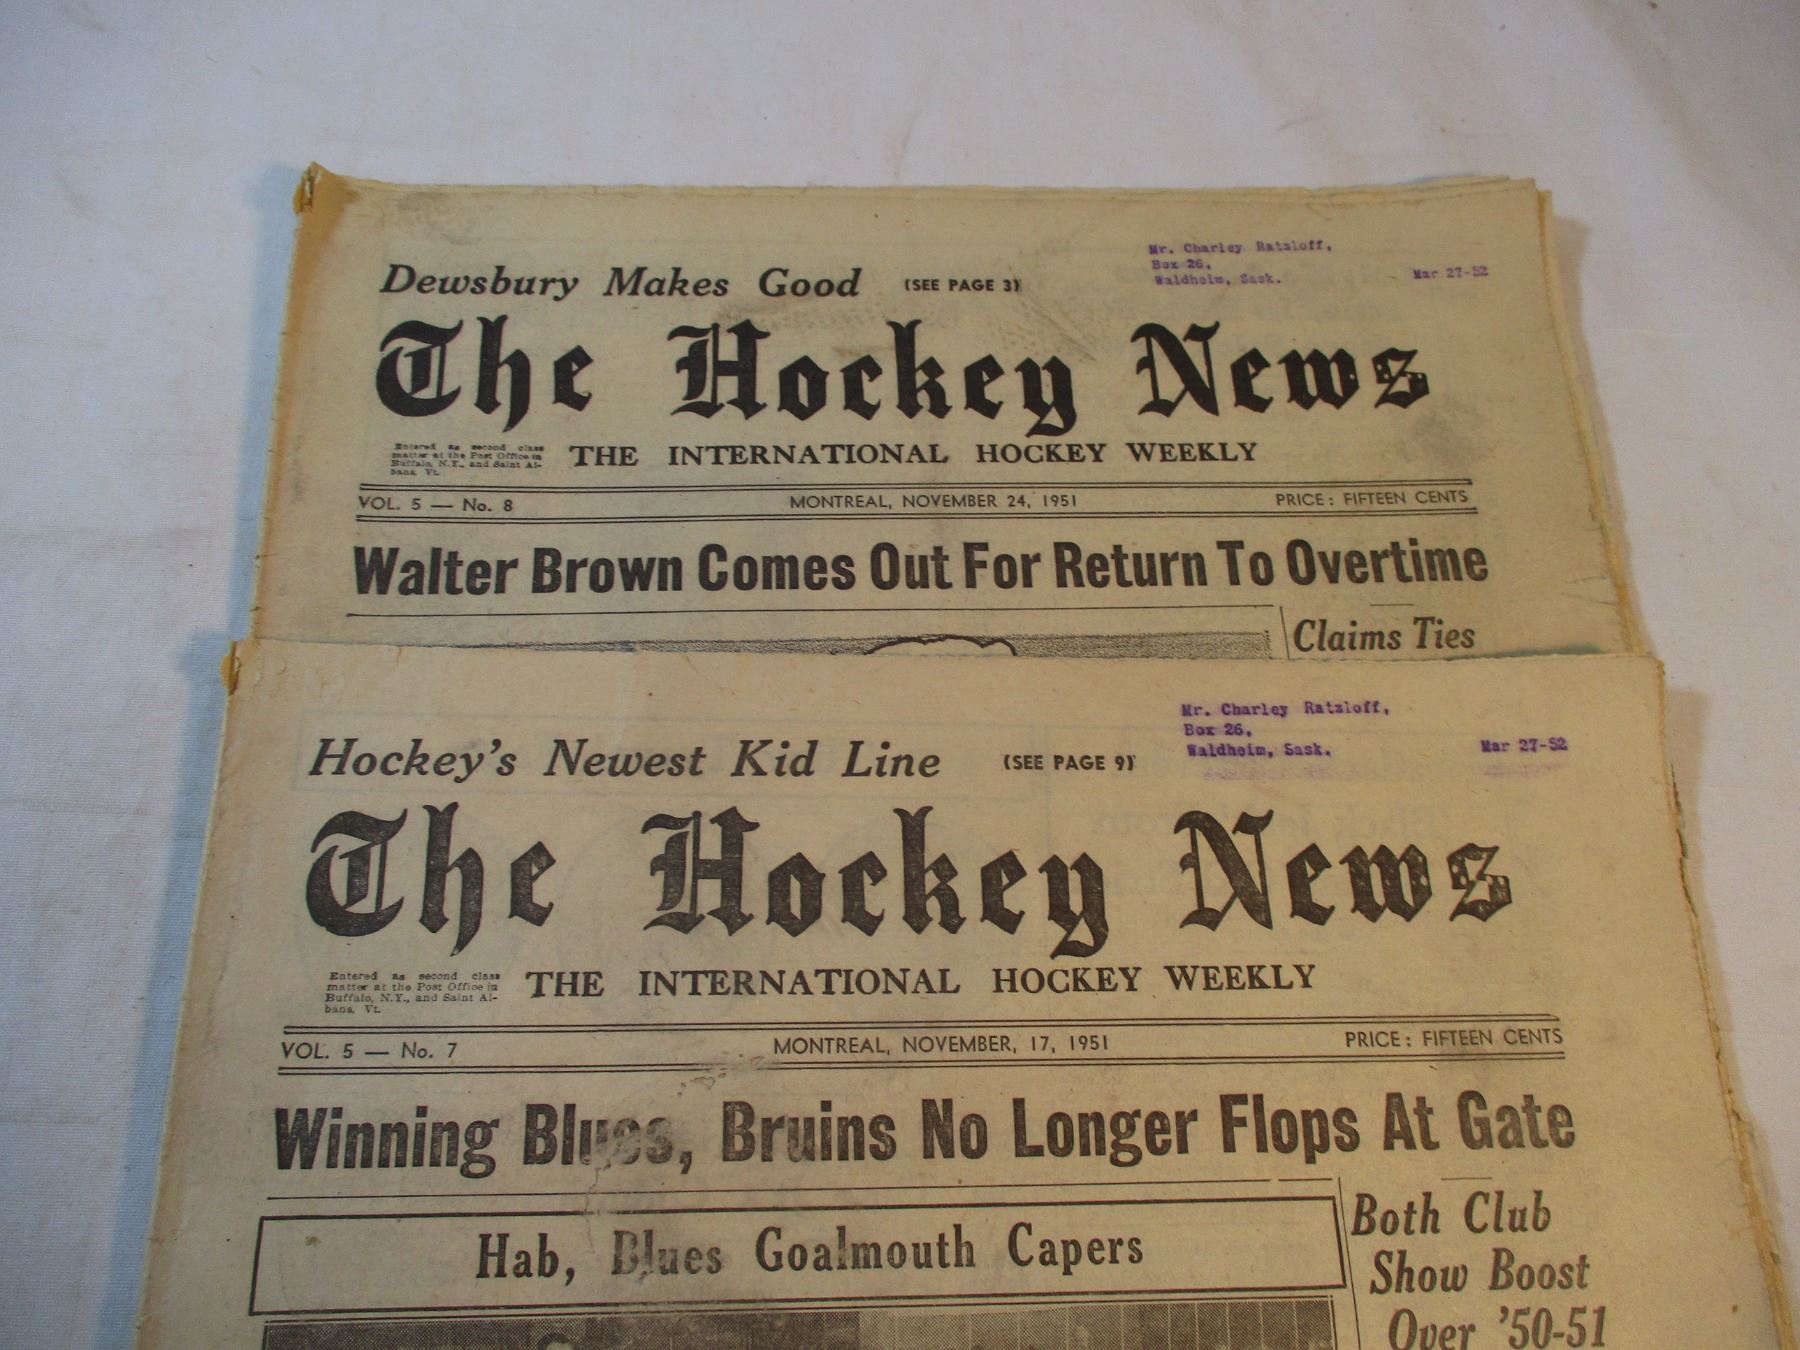 Dewsbury Makes Good (SEE PAGE 3)
Mr. Charley Ratzloff,
Box 26,
Waldheim, Sask.
Mar 27-52
The Hockey News
Entered as second class
matter at the Post Office in
Buffalo, N.Y., and Saint Al-
bans, Vt.
THE INTERNATIONAL HOCKEY WEEKLY
VOL. 5 — No. 8 MONTREAL, NOVEMBER 24, 1951 PRICE: FIFTEEN CENTS
Walter Brown Comes Out For Return To Overtime
Claims Ties
Hockey's Newest Kid Line (SEE PAGE 9)
Mr. Charley Ratzloff,
Box 26,
Waldheim, Sask.
Mar 27-52
The Hockey News
Entered as second class
matter at the Post Office in
Buffalo, N.Y., and Saint Al-
bans, Vt.
THE INTERNATIONAL HOCKEY WEEKLY
VOL. 5 — No. 7 MONTREAL, NOVEMBER, 17, 1951 PRICE: FIFTEEN CENTS
Winning Blues, Bruins No Longer Flops At Gate
Hab, Blues Goalmouth Capers
Both Club
Show Boost
Over '50-51